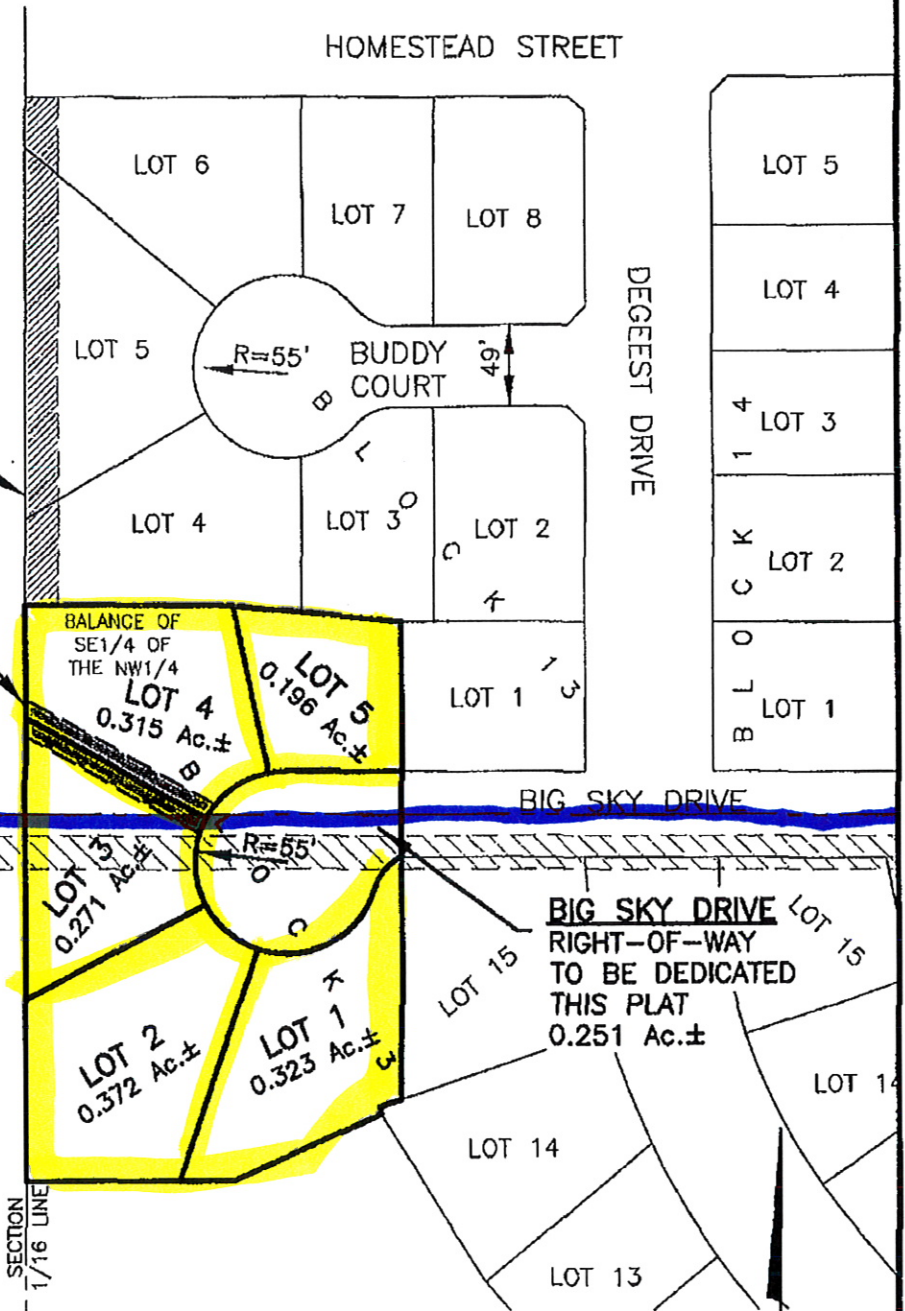 HOMESTEAD STREET
LOT 6
LOT 7
LOT 8
LOT 5
LOT 4
LOT 3
LOT 2
LOT 1
BLOCK 14
DEGEEST DRIVE
LOT 5
R=55'
BUDDY
COURT
49'
LOT 4
LOT 3
LOT 2
LOT 1
BLOCK 13
BALANCE OF
SE1/4 OF
THE NW1/4
LOT 4
0.315 Ac.±
LOT 5
0.196 Ac.±
BIG SKY DRIVE
R=55'
LOT 3
0.271 Ac.±
LOT 2
0.372 Ac.±
LOT 1
0.323 Ac.±
BLOCK 3
BIG SKY DRIVE
RIGHT-OF-WAY
TO BE DEDICATED
THIS PLAT
0.251 Ac.±
LOT 15
LOT 15
LOT 14
LOT 14
LOT 13
SECTION
1/16 LINE